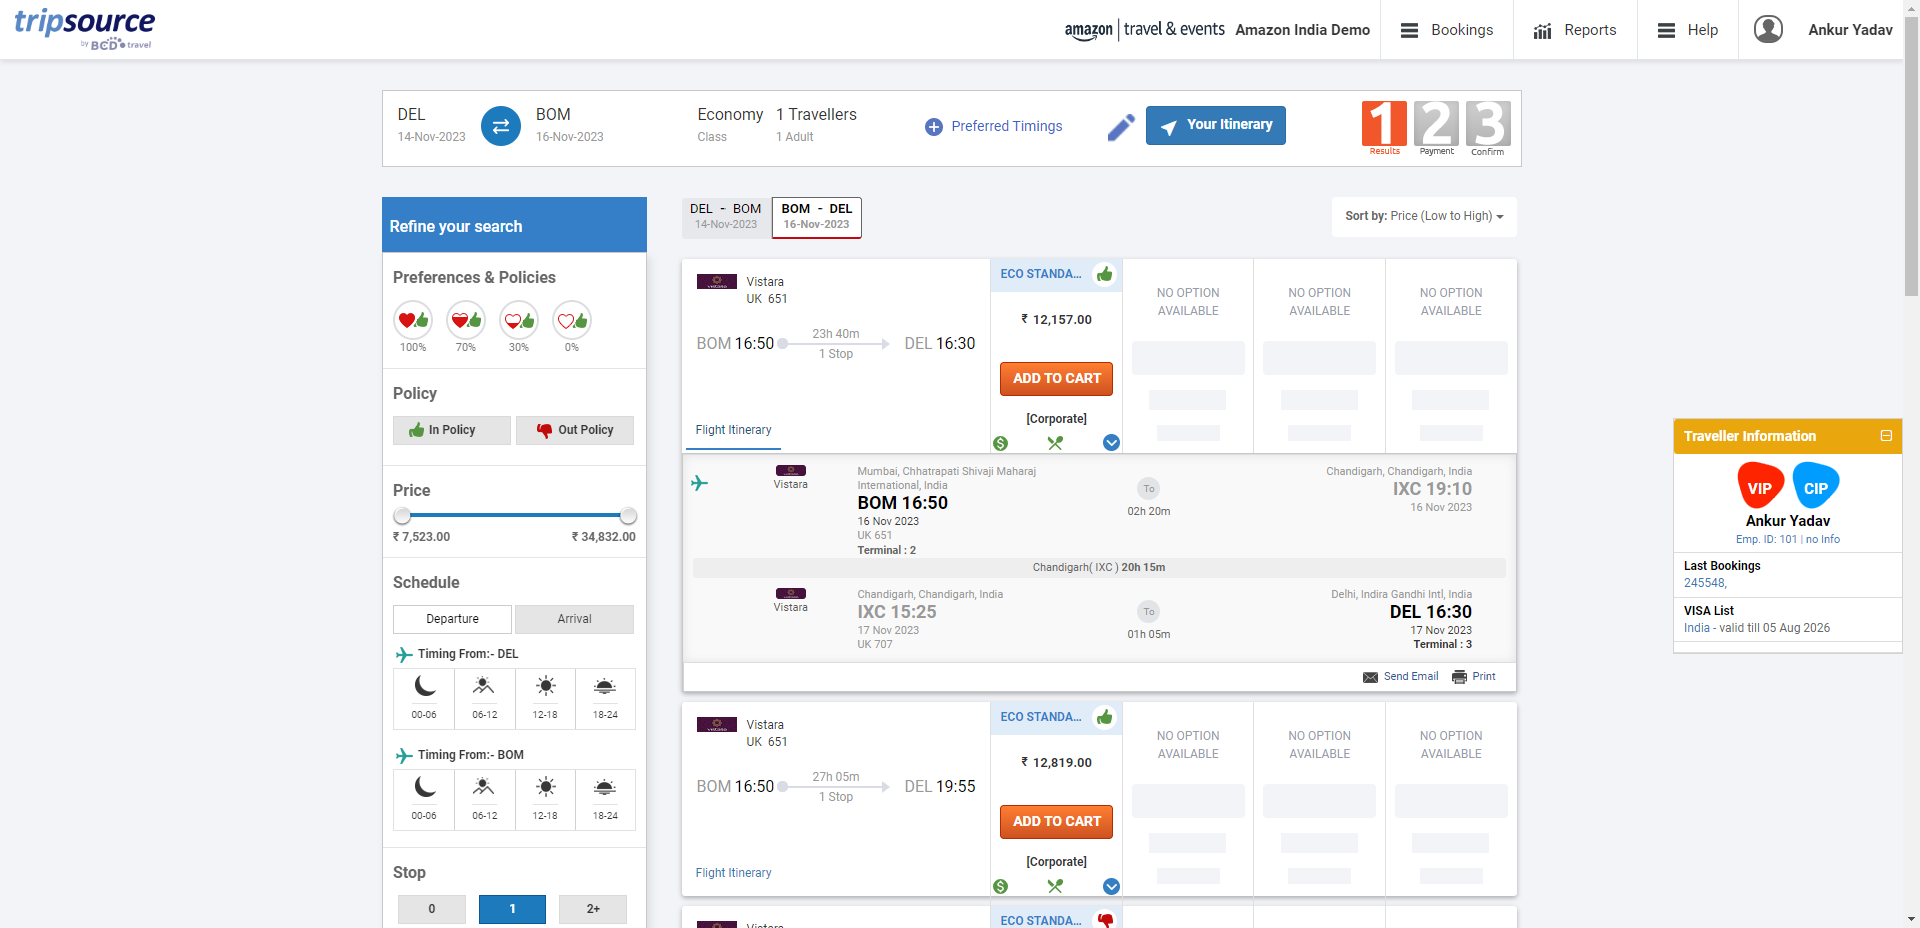 tripsource
by BCD travel
amazon | travel & events Amazon India Demo
Bookings
Reports
Help
Ankur Yadav
DEL
14-Nov-2023
BOM
16-Nov-2023
Economy
Class
1 Travellers
1 Adult
Preferred Timings
Your Itinerary
1 Results
2 Payment
3 Confirm
Refine your search
Preferences & Policies
100% 70% 30% 0%
Policy
In Policy Out Policy
Price
₹ 7,523.00 ₹ 34,832.00
Schedule
Departure Arrival
Timing From:- DEL
00-06 06-12 12-18 18-24
Timing From:- BOM
00-06 06-12 12-18 18-24
Stop
0 1 2+
DEL - BOM
14-Nov-2023
BOM - DEL
16-Nov-2023
Sort by: Price (Low to High)
Vistara
UK 651
BOM 16:50
23h 40m
1 Stop
DEL 16:30
Flight Itinerary
ECO STANDA...
₹ 12,157.00
ADD TO CART
[Corporate]
NO OPTION
AVAILABLE
NO OPTION
AVAILABLE
NO OPTION
AVAILABLE
Vistara
Mumbai, Chhatrapati Shivaji Maharaj
International, India
BOM 16:50
16 Nov 2023
UK 651
Terminal : 2
To
02h 20m
Chandigarh, Chandigarh, India
IXC 19:10
16 Nov 2023
Chandigarh( IXC ) 20h 15m
Vistara
Chandigarh, Chandigarh, India
IXC 15:25
17 Nov 2023
UK 707
To
01h 05m
Delhi, Indira Gandhi Intl, India
DEL 16:30
17 Nov 2023
Terminal : 3
Send Email
Print
Vistara
UK 651
BOM 16:50
27h 05m
1 Stop
DEL 19:55
Flight Itinerary
ECO STANDA...
₹ 12,819.00
ADD TO CART
[Corporate]
NO OPTION
AVAILABLE
NO OPTION
AVAILABLE
NO OPTION
AVAILABLE
Vistara
ECO STANDA...
Traveller Information
VIP CIP
Ankur Yadav
Emp. ID: 101 | no Info
Last Bookings
245548,
VISA List
India - valid till 05 Aug 2026